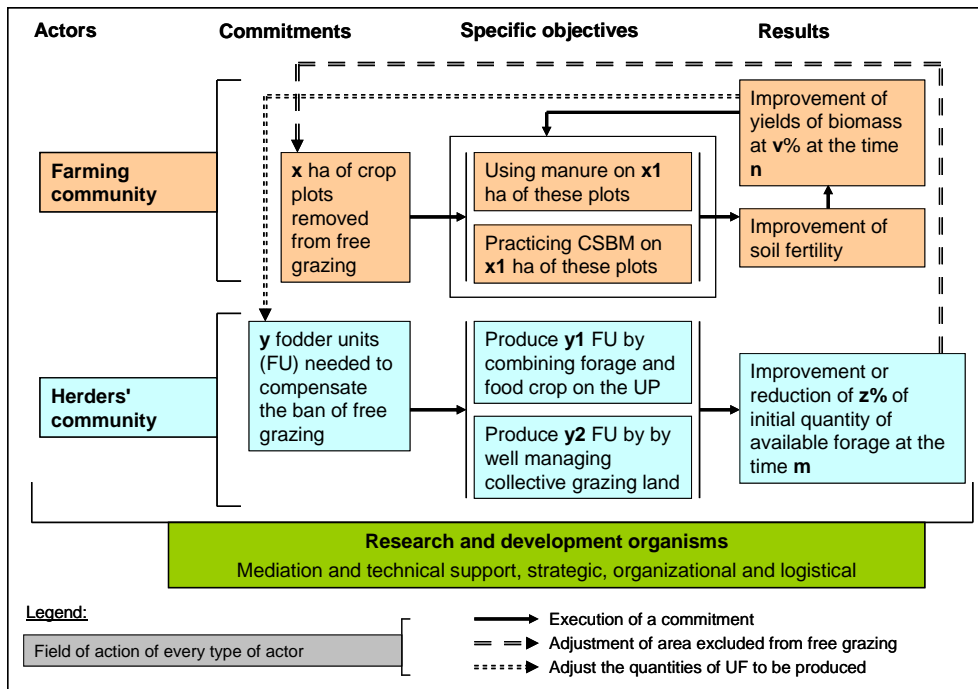 Actors Commitments Specific objectives Results
Farming
community
x ha of crop
plots
removed
from free
grazing
Using manure on x1
ha of these plots
Practicing CSBM on
x1 ha of these plots
Improvement of
yields of biomass
at v% at the time
n
Improvement of
soil fertility
Herders'
community
y fodder units
(FU) needed to
compensate
the ban of free
grazing
Produce y1 FU by
combining forage and
food crop on the UP
Produce y2 FU by by
well managing
collective grazing land
Improvement or
reduction of z% of
initial quantity of
available forage at the
time m
Research and development organisms
Mediation and technical support, strategic, organizational and logistical
Legend:
Field of action of every type of actor
Execution of a commitment
Adjustment of area excluded from free grazing
Adjust the quantities of UF to be produced